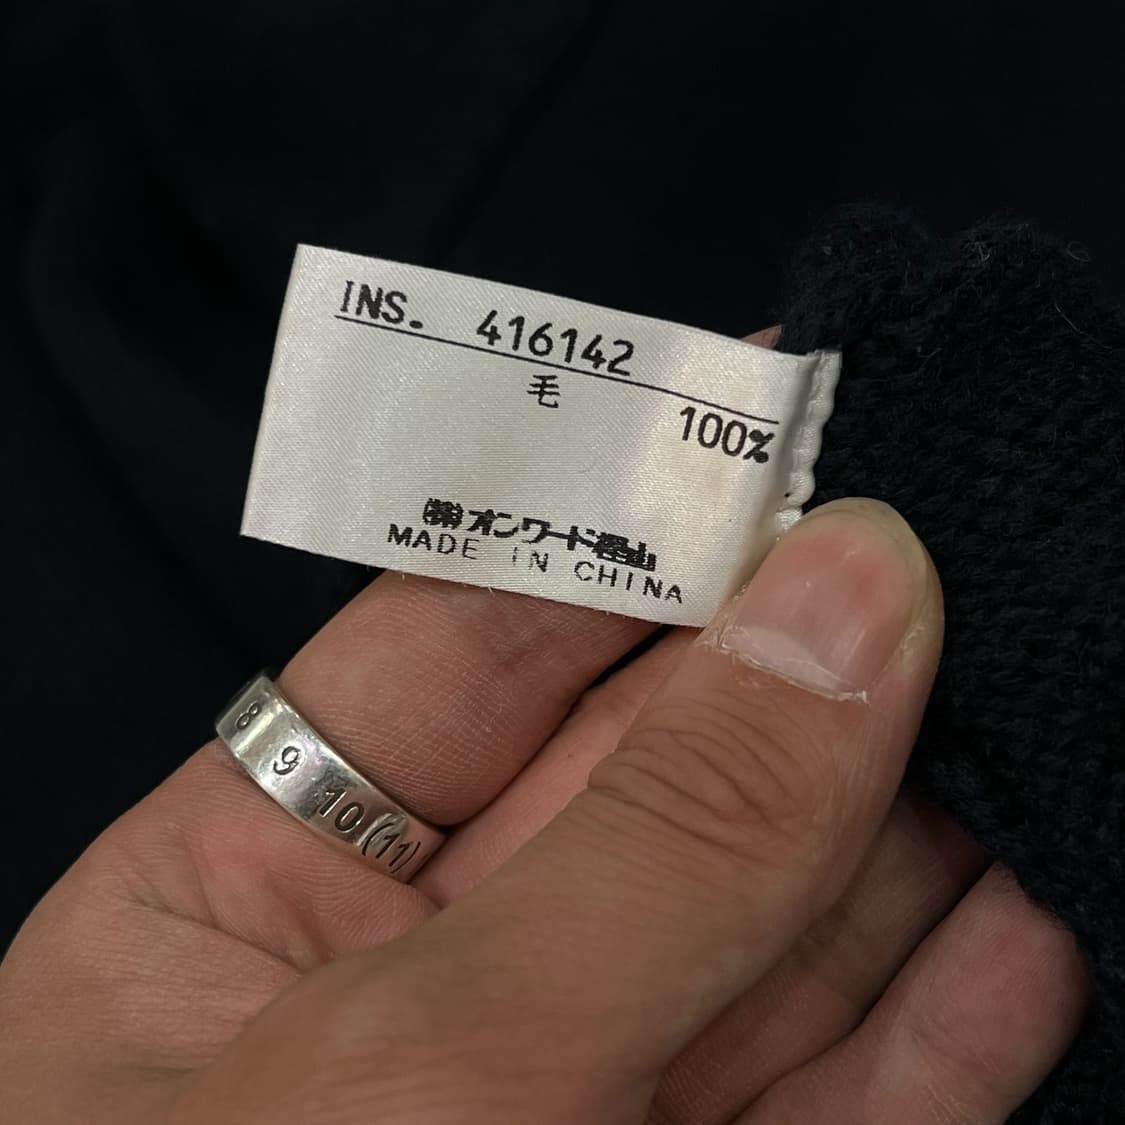 INS. 416142
毛
100%
㈱オンワード樫山
MADE IN CHINA
8 9 10 (11)